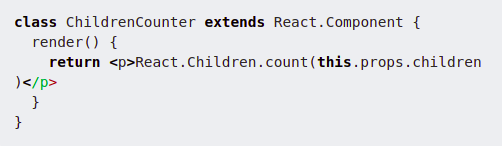 class ChildrenCounter extends React.Component {
  render() {
    return <p>React.Children.count(this.props.children
)</p>
  }
}